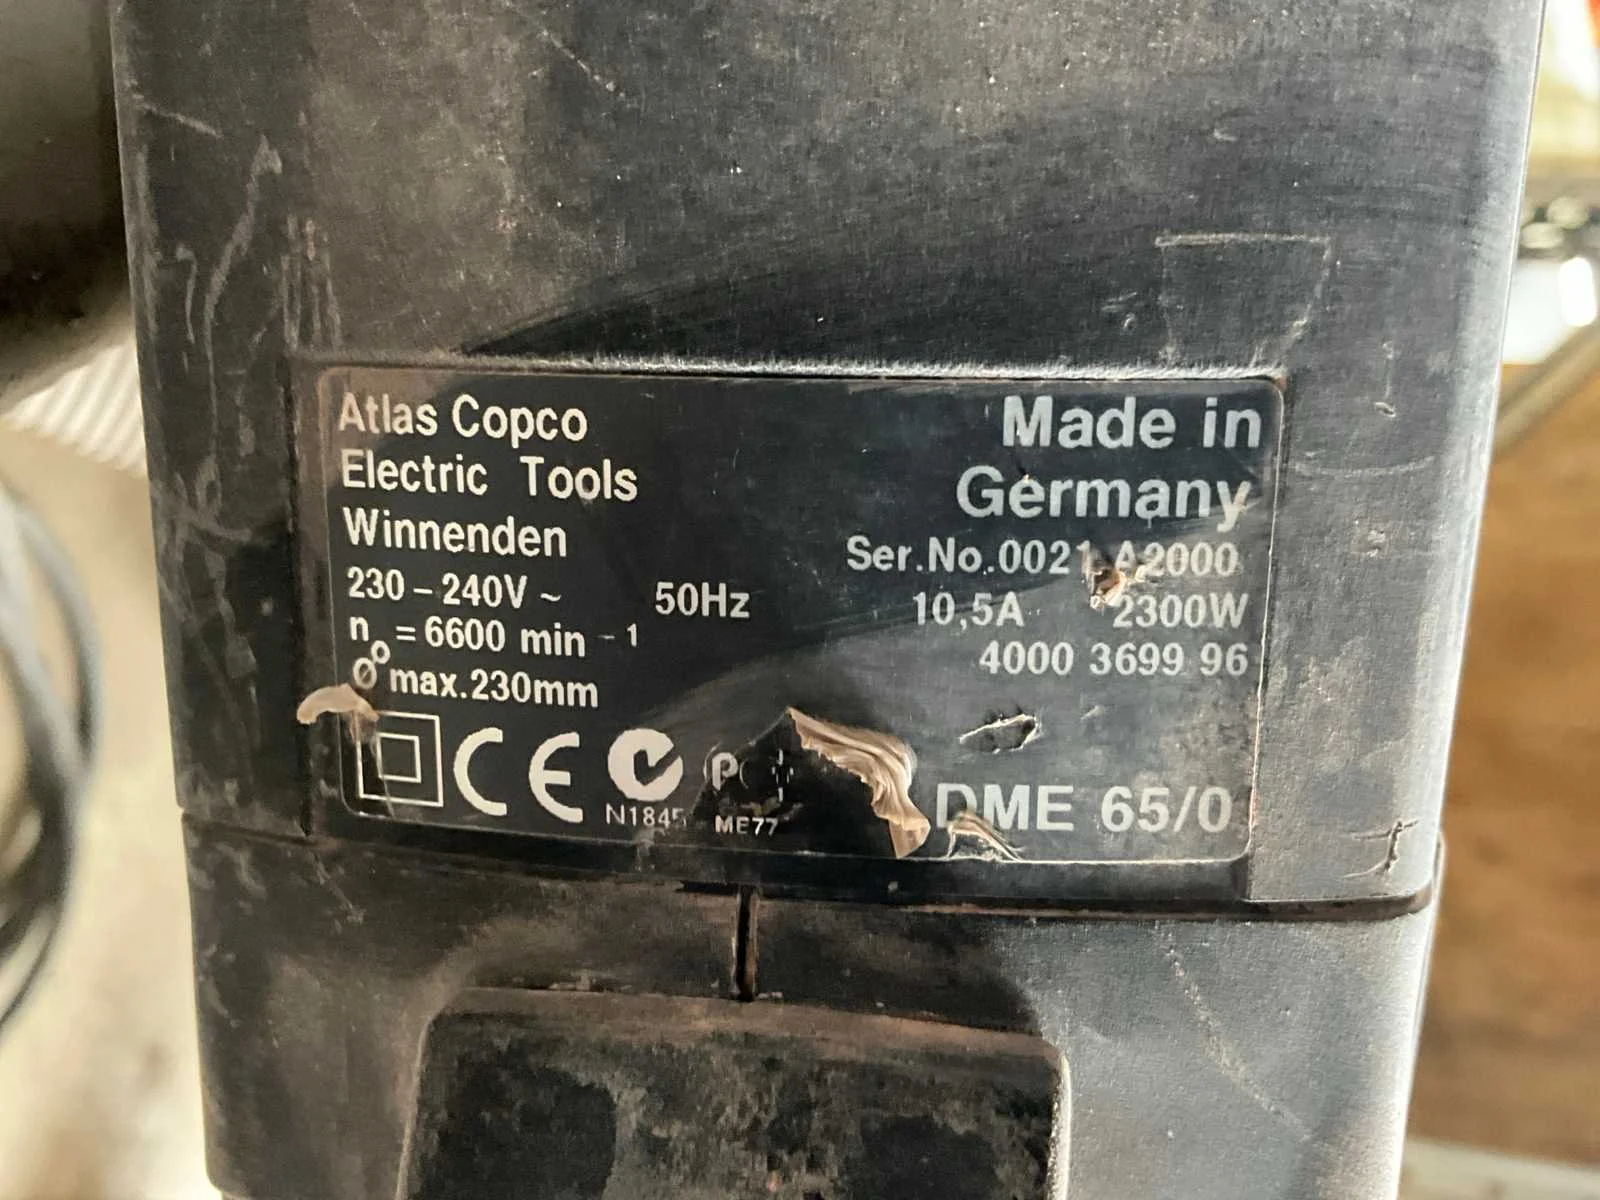 Atlas Copco
Electric Tools
Winnenden
230 – 240V ~ 50Hz
n₀ = 6600 min ⁻¹
Ø max.230mm
Made in
Germany
Ser.No.0021 A2000
10,5A 2300W
4000 3699 96
CE
N1845
ME77
DME 65/0